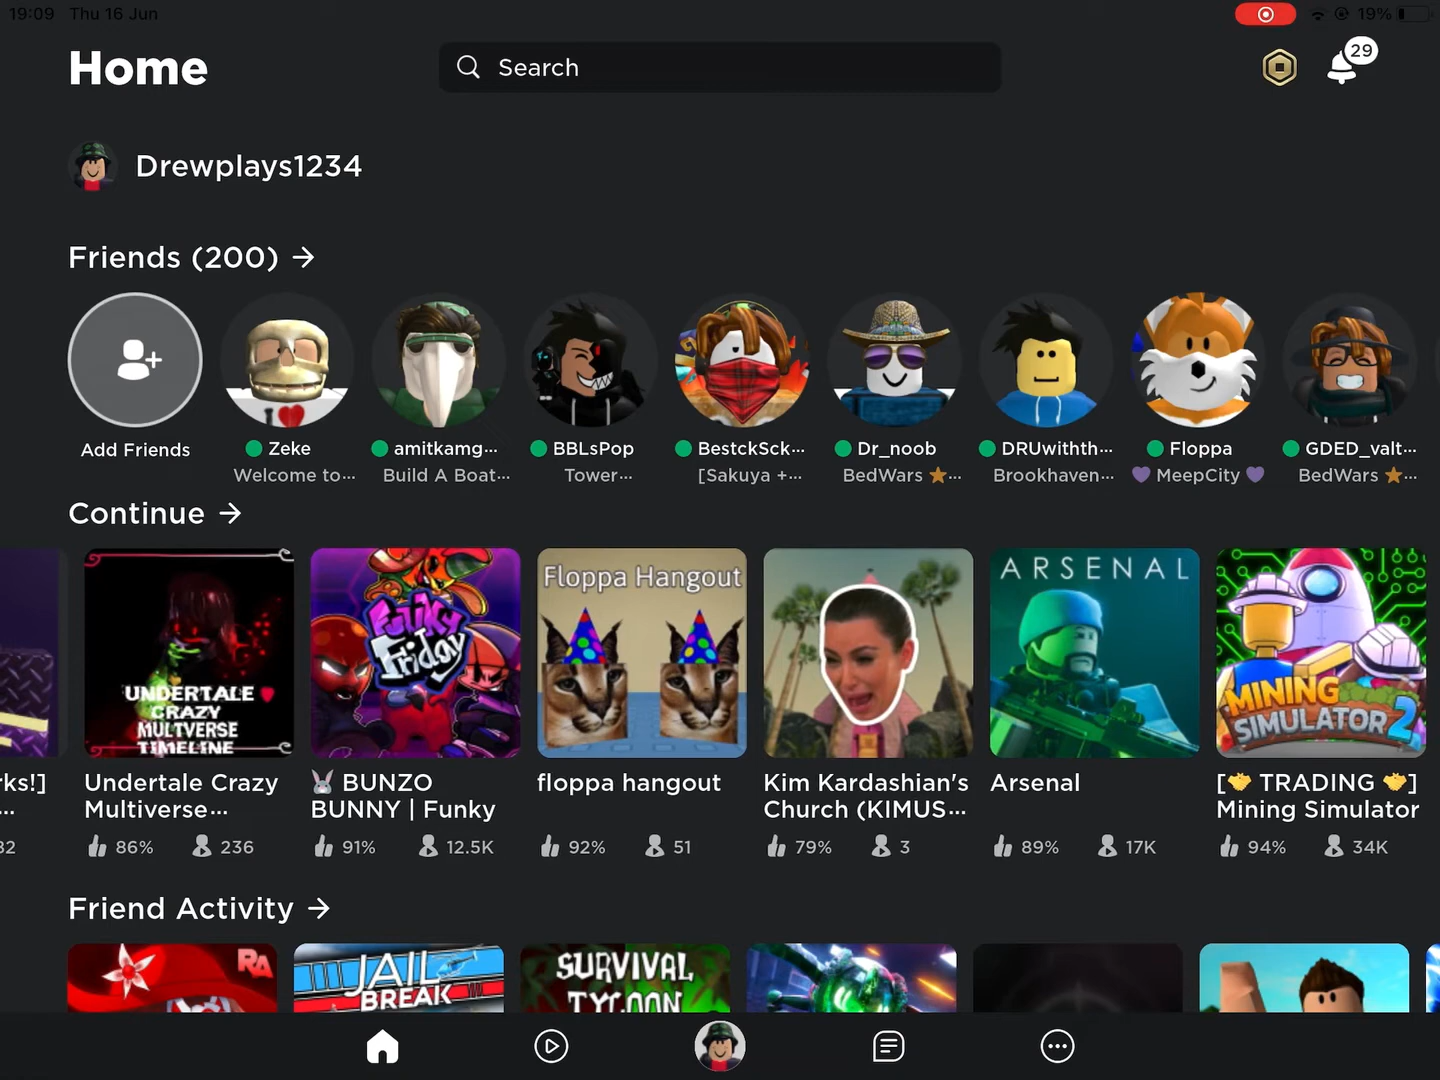 19:09 Thu 16 Jun
19%
Home
Search
29
Drewplays1234
Friends (200) →
I
Add Friends
Zeke
Welcome to...
amitkamg...
Build A Boat...
BBLsPop
Tower...
BestckSck...
[Sakuya +...
Dr_noob
BedWars ⭐...
DRUwithth...
Brookhaven...
Floppa
💜 MeepCity 💜
GDED_valt...
BedWars ⭐...
Continue →
UNDERTALE
CRAZY
MULTVERSE
TIMELINE
Funky
Friday
Floppa Hangout
ARSENAL
MINING
SIMULATOR 2
rks!]
...
32
Undertale Crazy
Multiverse...
86% 236
🐰 BUNZO
BUNNY | Funky
91% 12.5K
floppa hangout
92% 51
Kim Kardashian's
Church (KIMUS...
79% 3
Arsenal
89% 17K
[🤝 TRADING 🤝]
Mining Simulator
94% 34K
Friend Activity →
RA
JAIL
BREAK
SURVIVAL
TYCOON